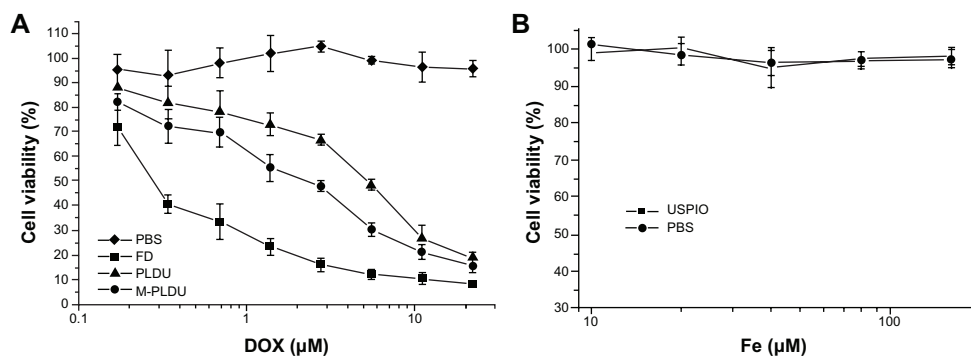 A
Cell viability (%)
110
100
90
80
70
60
50
40
30
20
10
0
PBS
FD
PLDU
M-PLDU
0.1
1
10
DOX (µM)
B
Cell viability (%)
100
90
80
70
60
50
40
30
USPIO
PBS
10
100
Fe (µM)